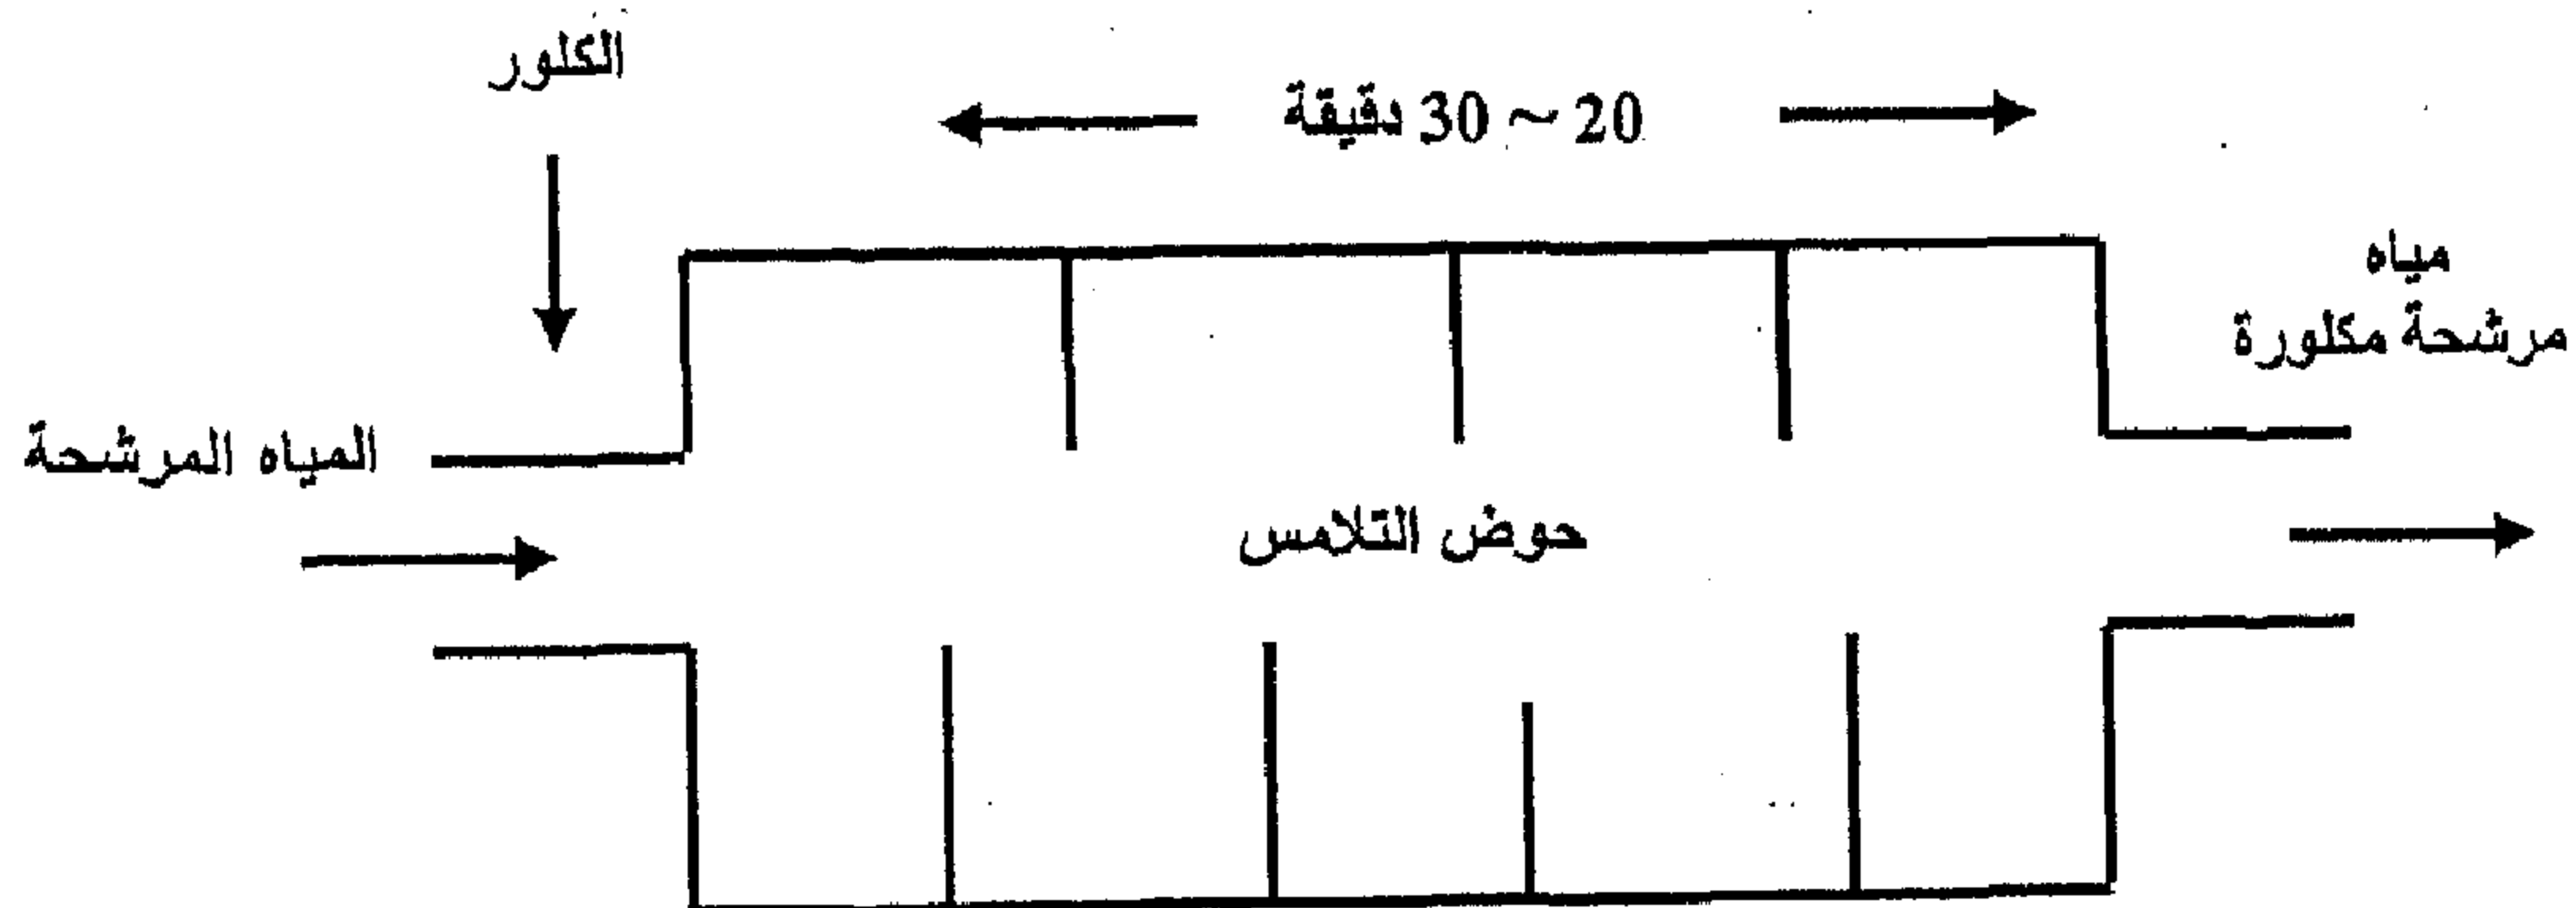 الكلور
20 ~ 30 دقيقة
مياه
مرشحة مكلورة
المياه المرشحة
حوض التلامس